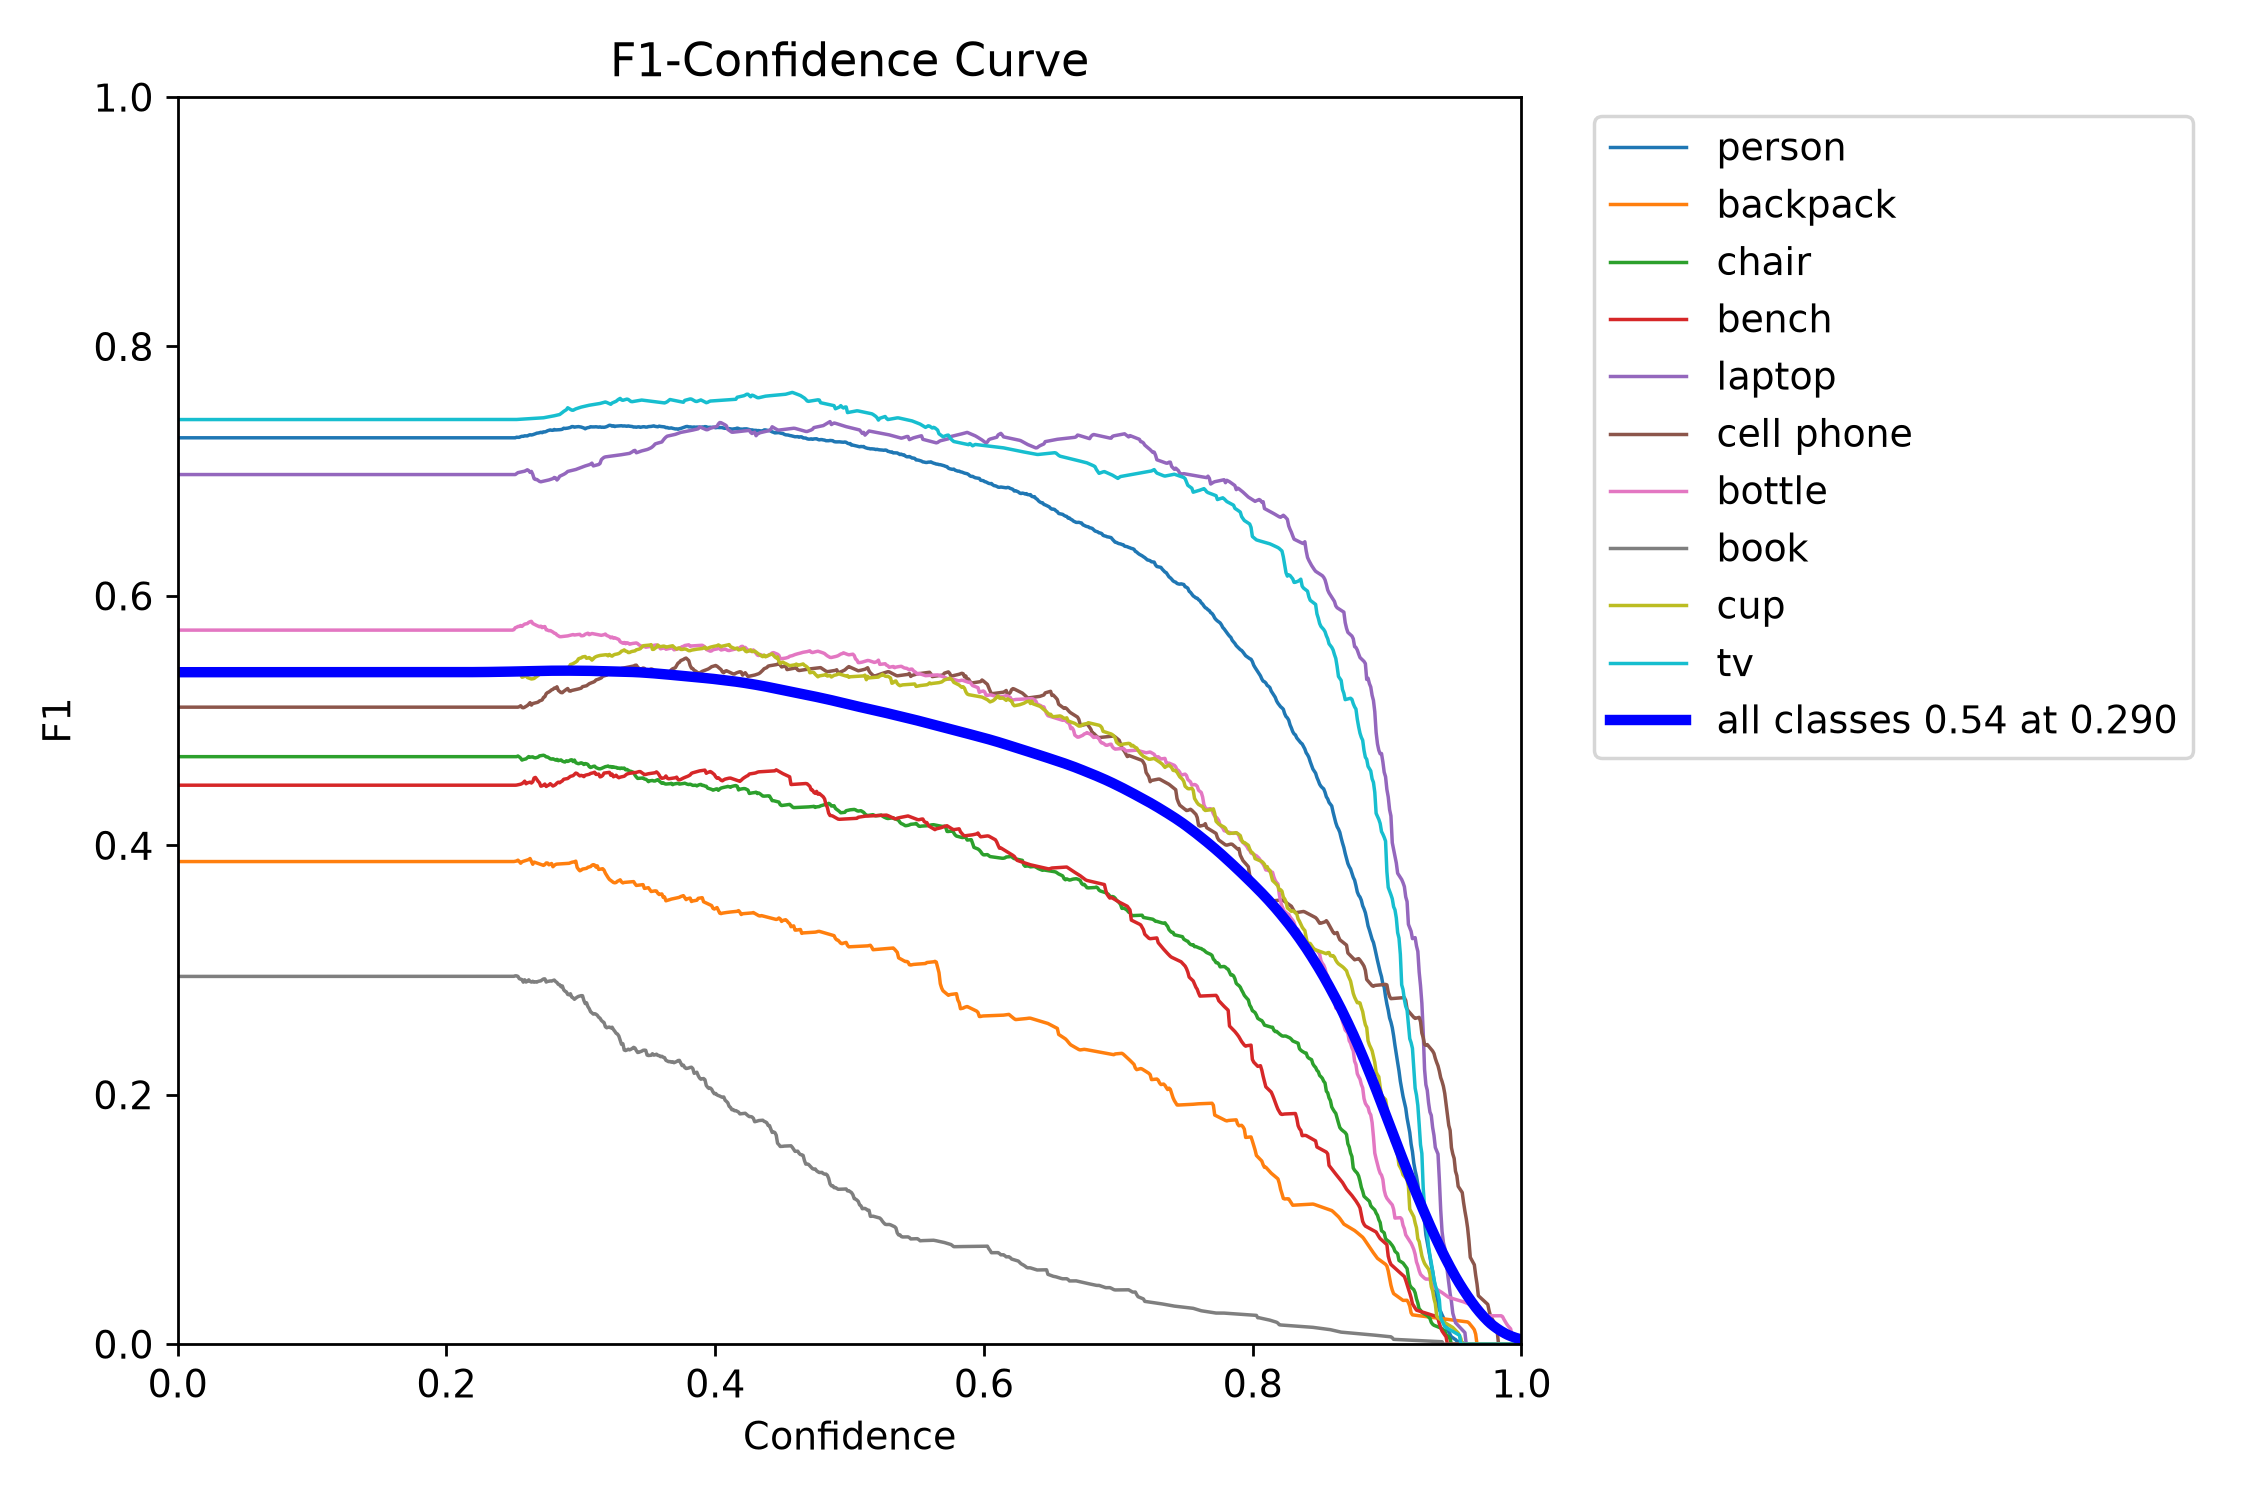 F1-Confidence Curve
1.0
0.8
0.6
0.4
0.2
0.0
F1
0.0 0.2 0.4 0.6 0.8 1.0
Confidence
person
backpack
chair
bench
laptop
cell phone
bottle
book
cup
tv
all classes 0.54 at 0.290